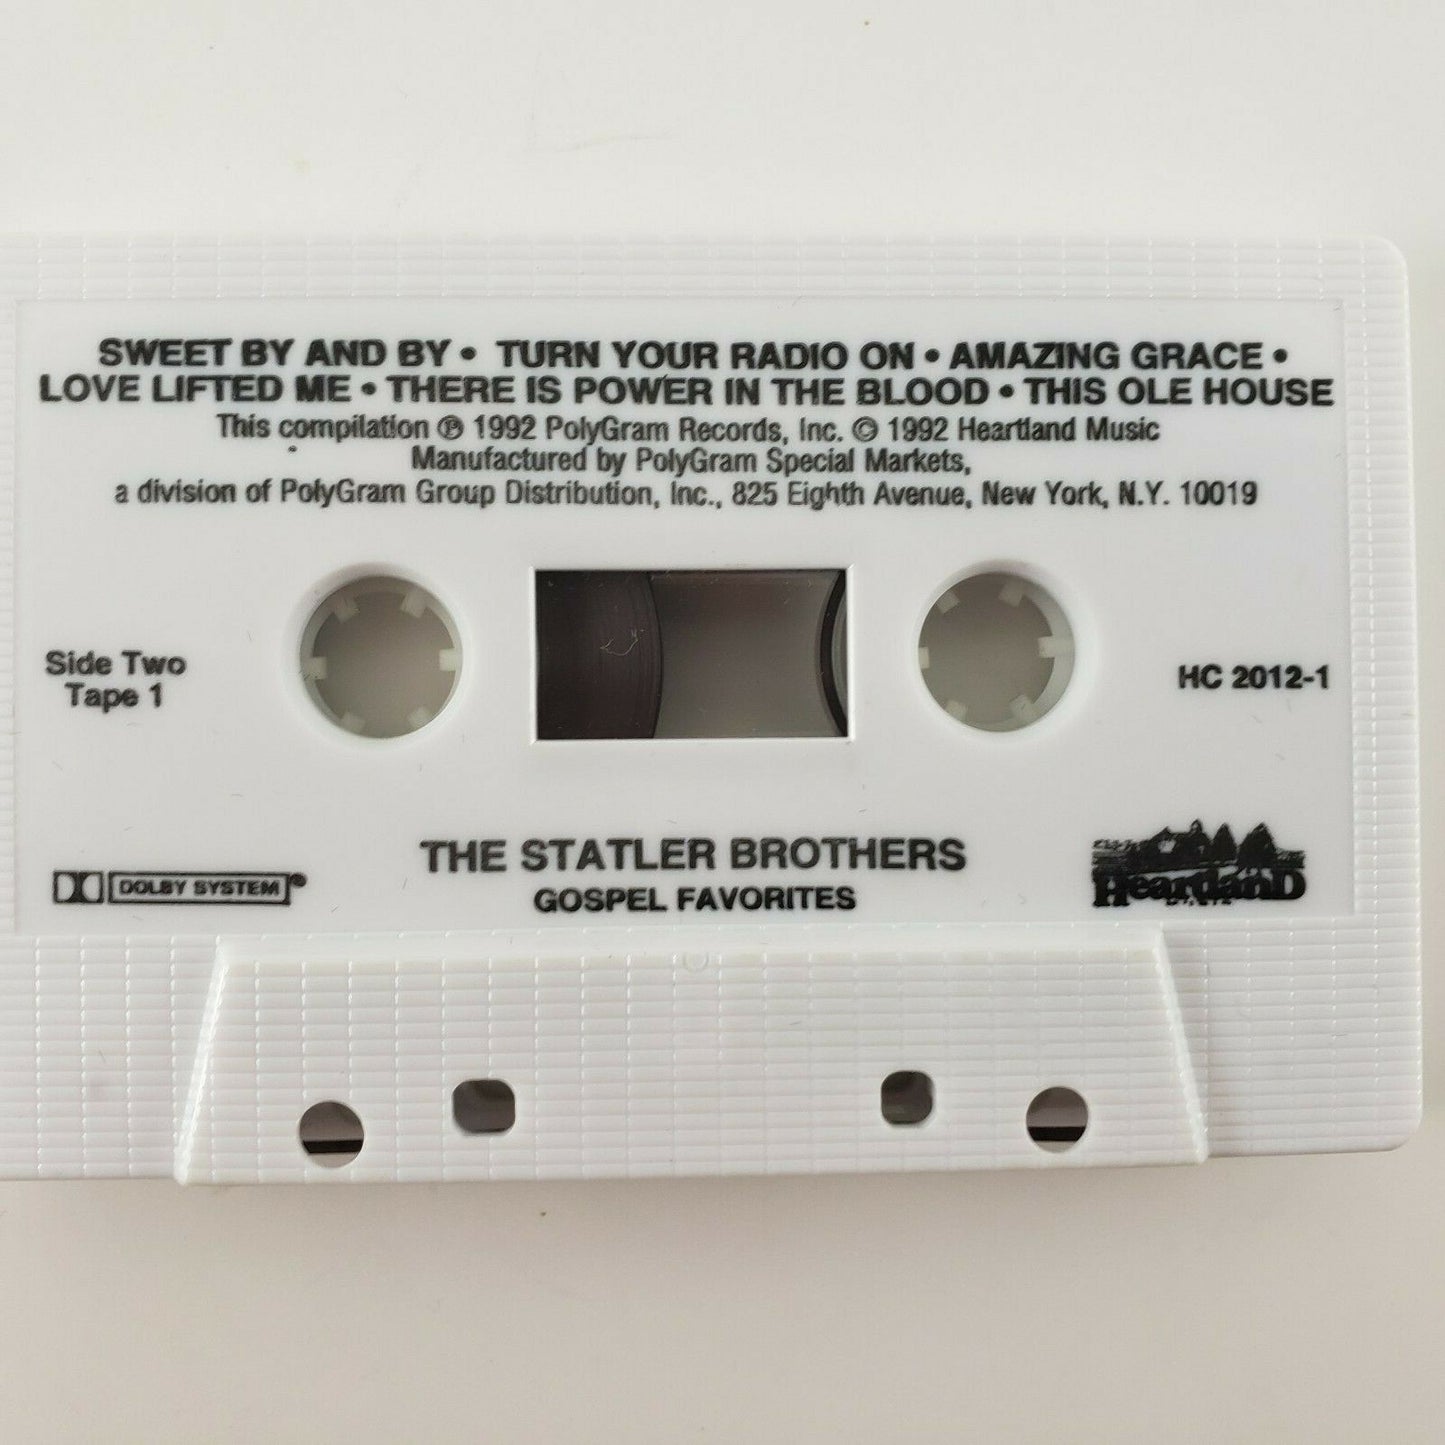 SWEET BY AND BY • TURN YOUR RADIO ON • AMAZING GRACE •
LOVE LIFTED ME • THERE IS POWER IN THE BLOOD • THIS OLE HOUSE
This compilation ℗ 1992 PolyGram Records, Inc. © 1992 Heartland Music
Manufactured by PolyGram Special Markets,
a division of PolyGram Group Distribution, Inc., 825 Eighth Avenue, New York, N.Y. 10019
Side Two
Tape 1
HC 2012-1
THE STATLER BROTHERS
GOSPEL FAVORITES
DOLBY SYSTEM®
HeartlanD